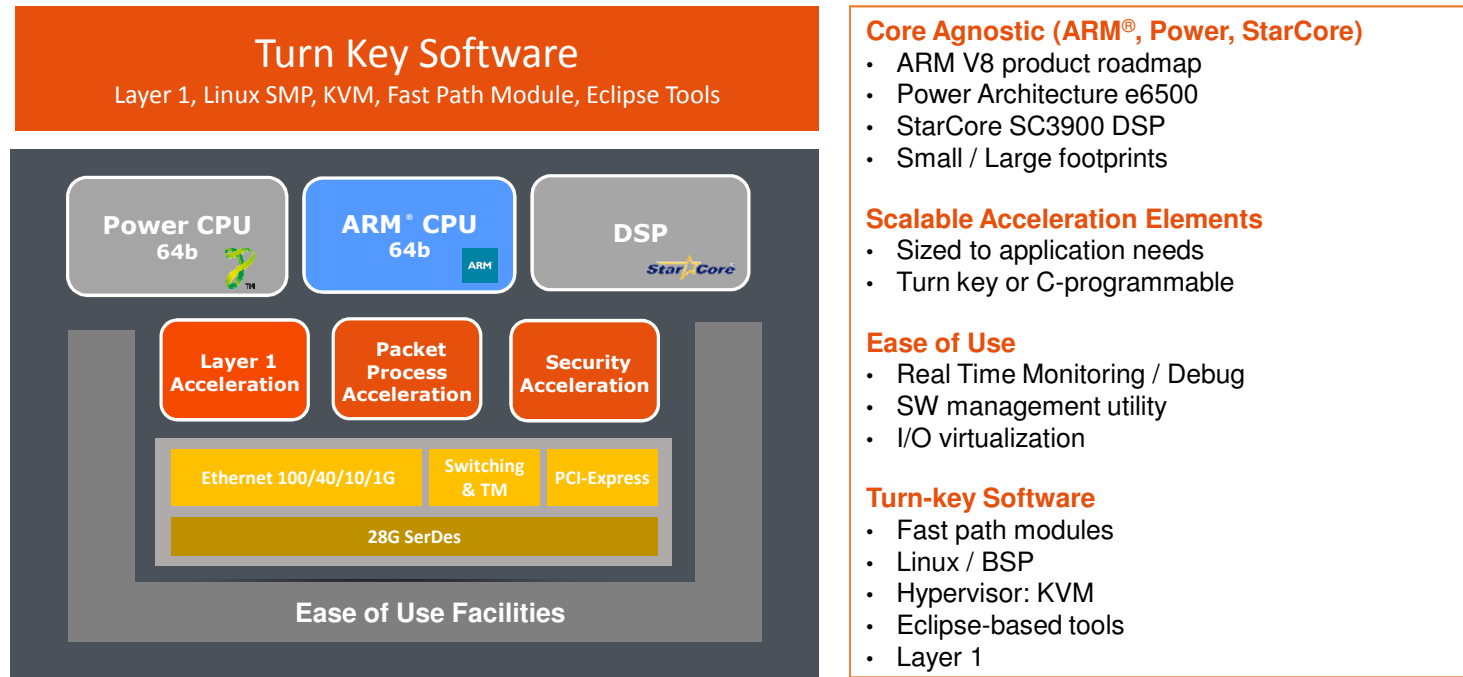 Turn Key Software
Layer 1, Linux SMP, KVM, Fast Path Module, Eclipse Tools
Power CPU
64b
TM
ARM® CPU
64b
ARM
DSP
StarCore
Layer 1
Acceleration
Packet
Process
Acceleration
Security
Acceleration
Ethernet 100/40/10/1G
Switching
& TM
PCI-Express
28G SerDes
Ease of Use Facilities
Core Agnostic (ARM®, Power, StarCore)
• ARM V8 product roadmap
• Power Architecture e6500
• StarCore SC3900 DSP
• Small / Large footprints
Scalable Acceleration Elements
• Sized to application needs
• Turn key or C-programmable
Ease of Use
• Real Time Monitoring / Debug
• SW management utility
• I/O virtualization
Turn-key Software
• Fast path modules
• Linux / BSP
• Hypervisor: KVM
• Eclipse-based tools
• Layer 1